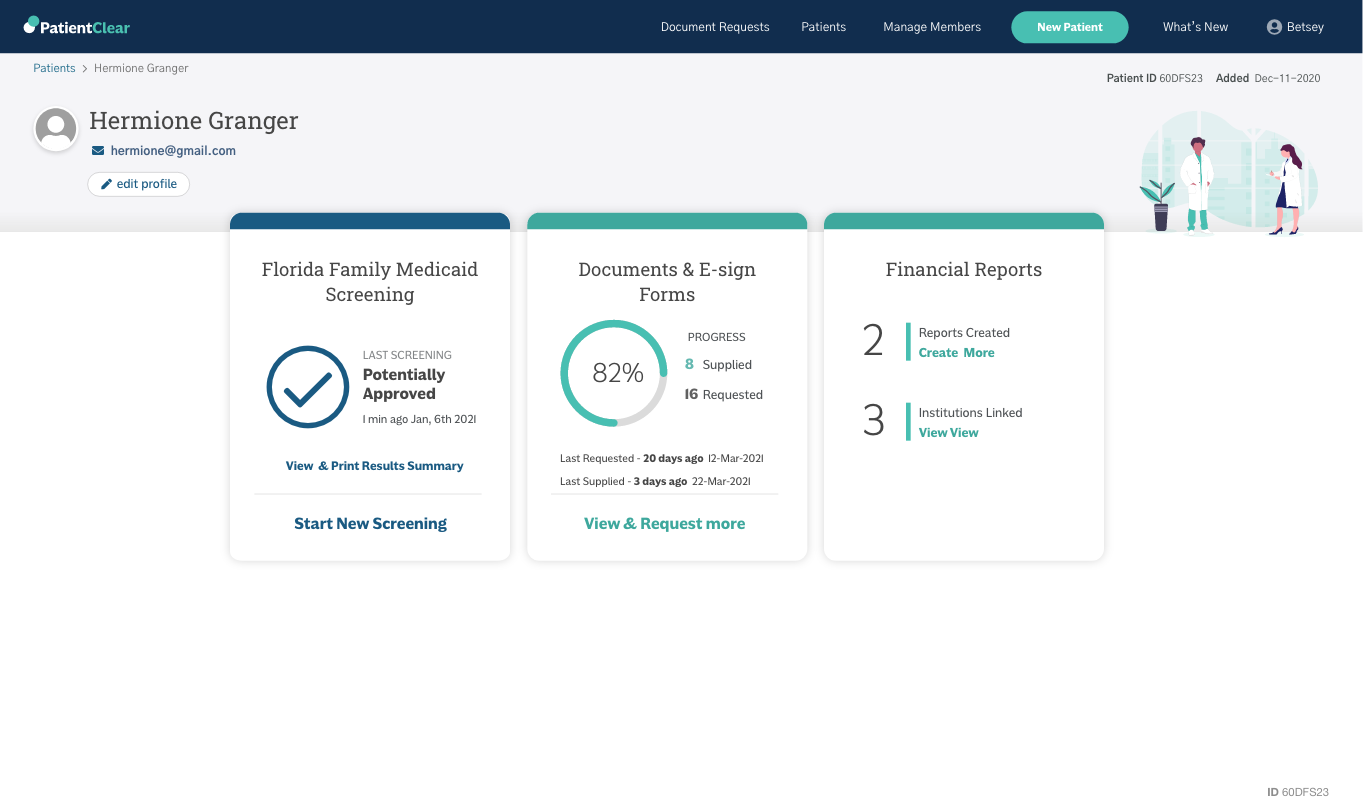 PatientClear
Document Requests Patients Manage Members New Patient What's New Betsey
Patients > Hermione Granger
Patient ID 60DFS23 Added Dec-11-2020
Hermione Granger
hermione@gmail.com
edit profile
Florida Family Medicaid
Screening
LAST SCREENING
Potentially
Approved
1 min ago Jan, 6th 2021
View & Print Results Summary
Start New Screening
Documents & E-sign
Forms
82%
PROGRESS
8 Supplied
16 Requested
Last Requested - 20 days ago 12-Mar-2021
Last Supplied - 3 days ago 22-Mar-2021
View & Request more
Financial Reports
2
Reports Created
Create More
3
Institutions Linked
View View
ID 60DFS23